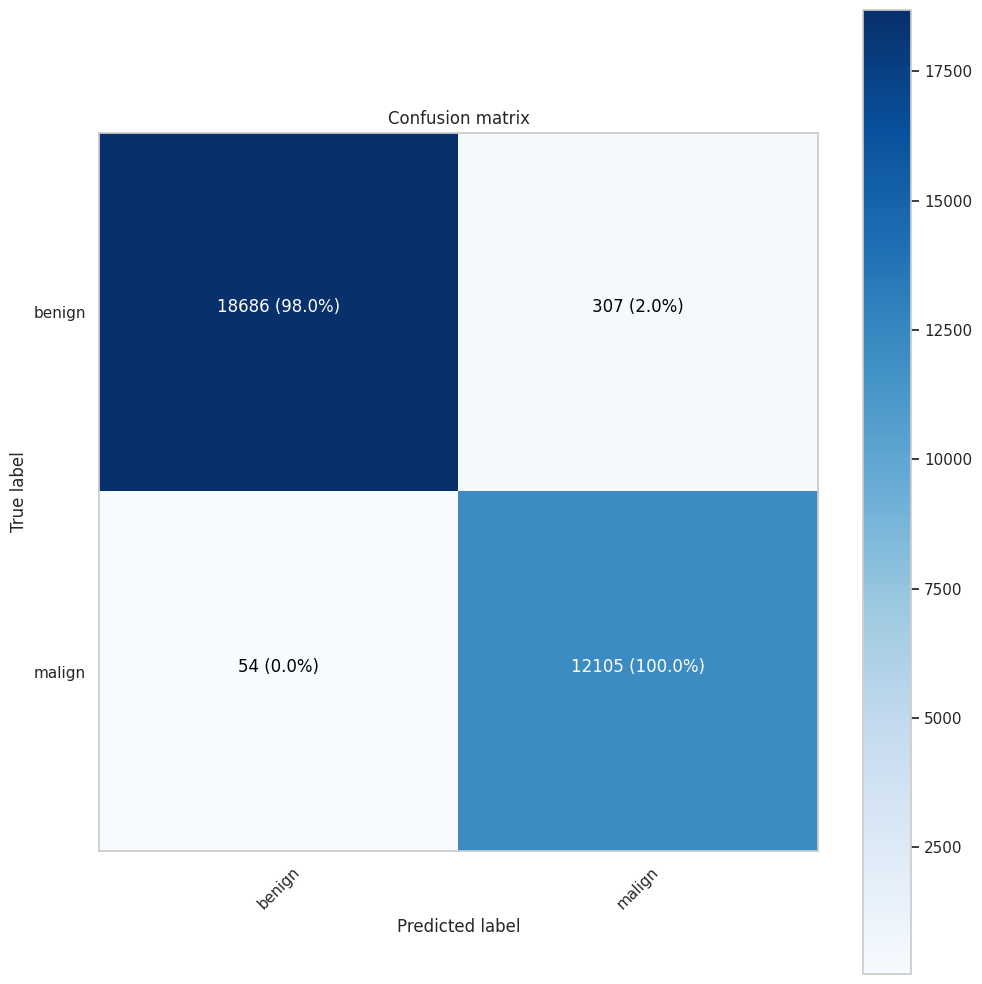 Confusion matrix
True label
benign
18686 (98.0%)
307 (2.0%)
malign
54 (0.0%)
12105 (100.0%)
benign
malign
Predicted label
17500
15000
12500
10000
7500
5000
2500